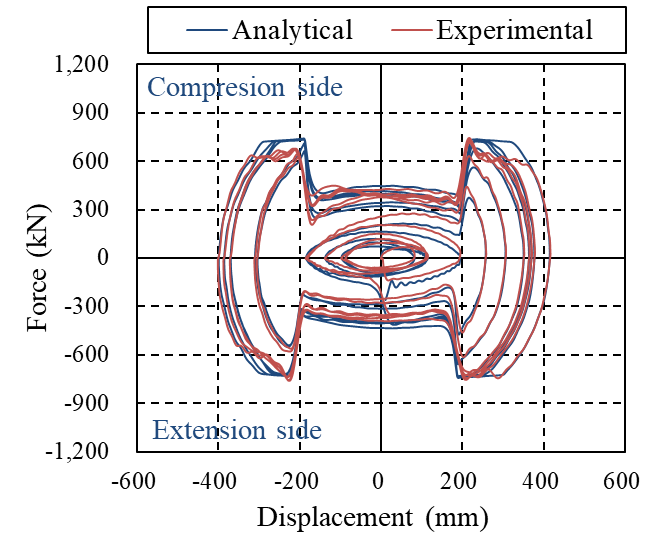 Analytical Experimental
1,200
Compresion side
900
600
300
0
-300
-600
-900
Extension side
-1,200
-600 -400 -200 0 200 400 600
Force (kN)
Displacement (mm)